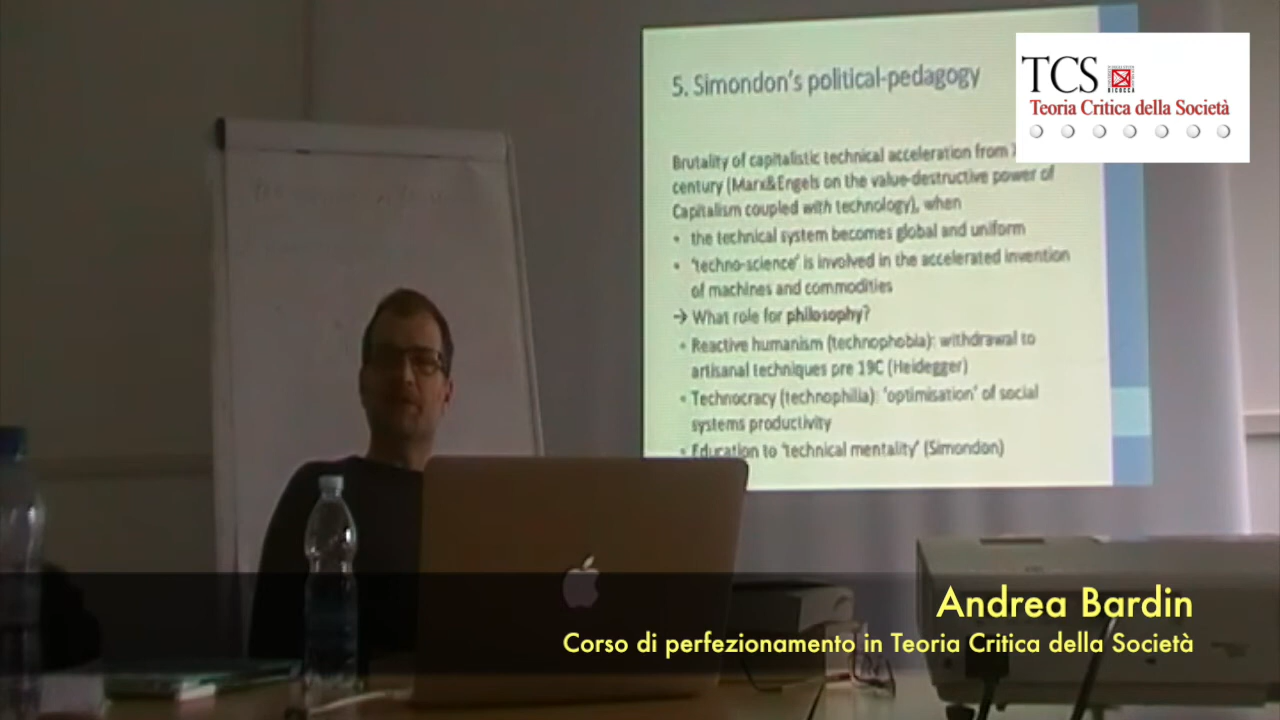 5. Simondon's political-pedagogy
TCS
BICOCCA
Teoria Critica della Società
Brutality of capitalistic technical acceleration from
century (Marx&Engels on the value-destructive power of
Capitalism coupled with technology), when
• the technical system becomes global and uniform
• 'techno-science' is involved in the accelerated invention
of machines and commodities
→ What role for philosophy?
• Reactive humanism (technophobia): withdrawal to
artisanal techniques pre 19C (Heidegger)
• Technocracy (technophilia): 'optimisation' of social
systems productivity
• Education to 'technical mentality' (Simondon)
Andrea Bardin
Corso di perfezionamento in Teoria Critica della Società